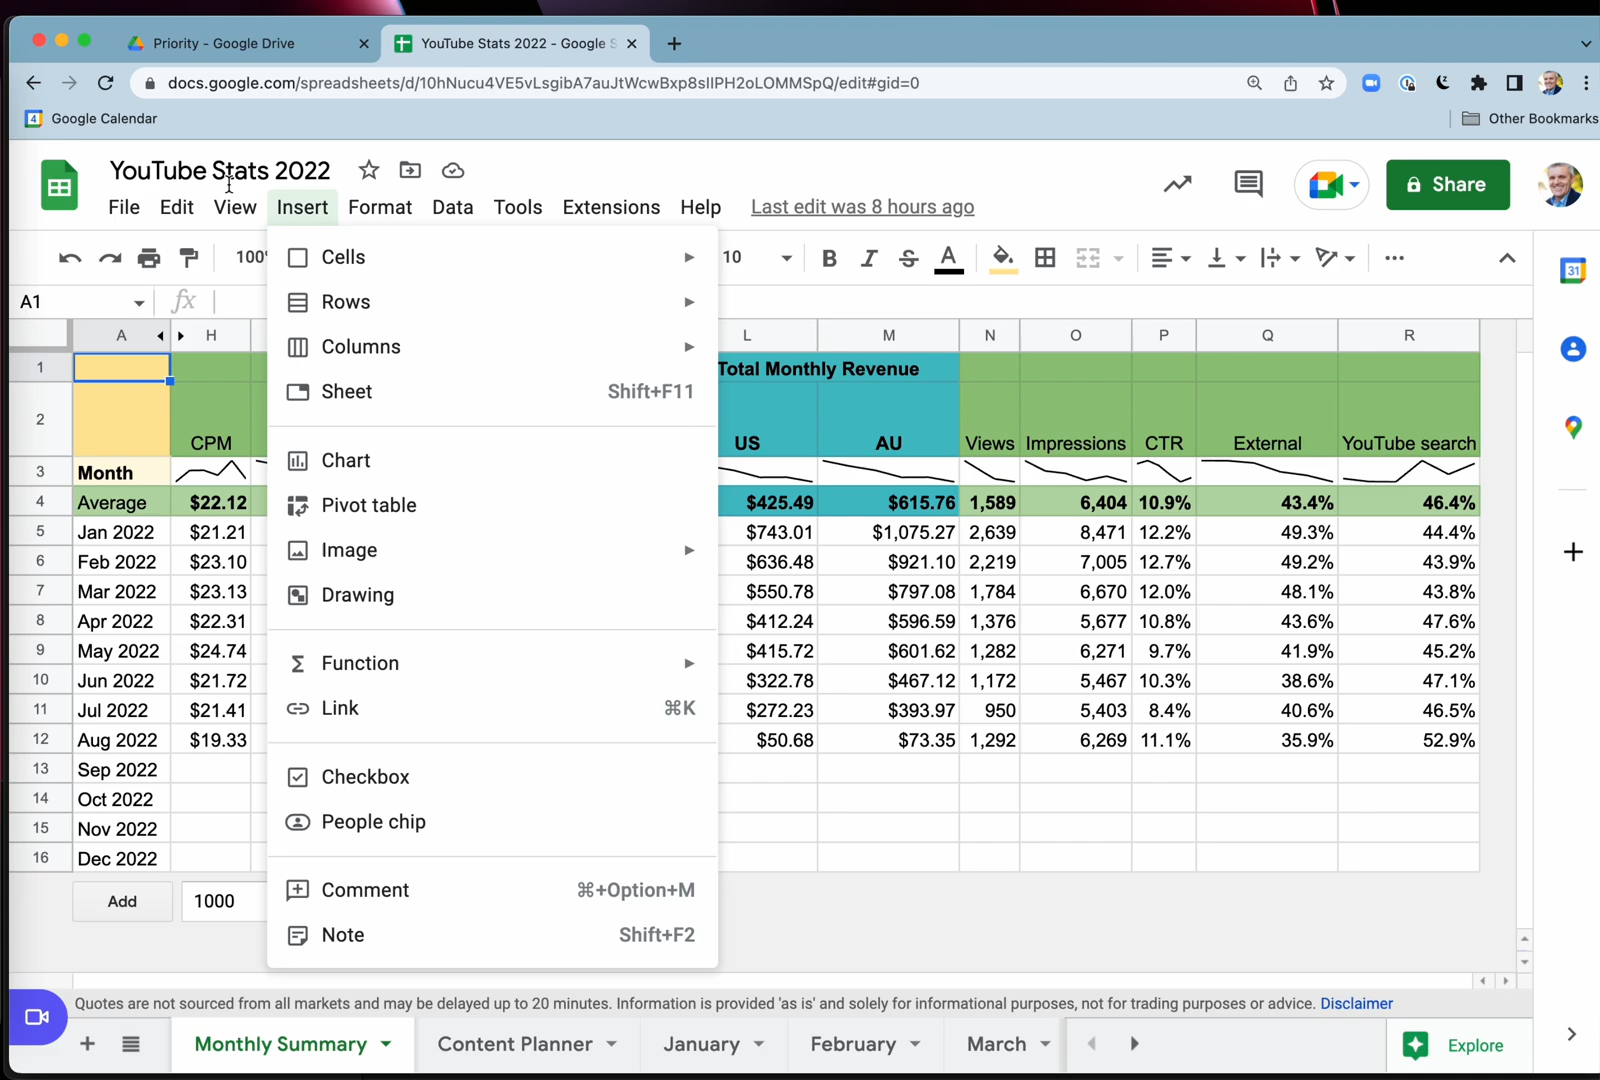 Priority - Google Drive
YouTube Stats 2022 - Google S
docs.google.com/spreadsheets/d/10hNucu4VE5vLsgibA7auJtWcwBxp8sIIPH2oLOMMSpQ/edit#gid=0
4 Google Calendar
Other Bookmarks
YouTube Stats 2022
File Edit View Insert Format Data Tools Extensions Help Last edit was 8 hours ago
Share
100% 10 B I S A
31
A1 fx
Cells
Rows
Columns
Sheet Shift+F11
Chart
Pivot table
Image
Drawing
Function
Link ⌘K
Checkbox
People chip
Comment ⌘+Option+M
Note Shift+F2
A H L M N O P Q R
1 Total Monthly Revenue
2 CPM US AU Views Impressions CTR External YouTube search
3 Month
4 Average $22.12 $425.49 $615.76 1,589 6,404 10.9% 43.4% 46.4%
5 Jan 2022 $21.21 $743.01 $1,075.27 2,639 8,471 12.2% 49.3% 44.4%
6 Feb 2022 $23.10 $636.48 $921.10 2,219 7,005 12.7% 49.2% 43.9%
7 Mar 2022 $23.13 $550.78 $797.08 1,784 6,670 12.0% 48.1% 43.8%
8 Apr 2022 $22.31 $412.24 $596.59 1,376 5,677 10.8% 43.6% 47.6%
9 May 2022 $24.74 $415.72 $601.62 1,282 6,271 9.7% 41.9% 45.2%
10 Jun 2022 $21.72 $322.78 $467.12 1,172 5,467 10.3% 38.6% 47.1%
11 Jul 2022 $21.41 $272.23 $393.97 950 5,403 8.4% 40.6% 46.5%
12 Aug 2022 $19.33 $50.68 $73.35 1,292 6,269 11.1% 35.9% 52.9%
13 Sep 2022
14 Oct 2022
15 Nov 2022
16 Dec 2022
Add 1000
Quotes are not sourced from all markets and may be delayed up to 20 minutes. Information is provided 'as is' and solely for informational purposes, not for trading purposes or advice. Disclaimer
Monthly Summary Content Planner January February March Explore